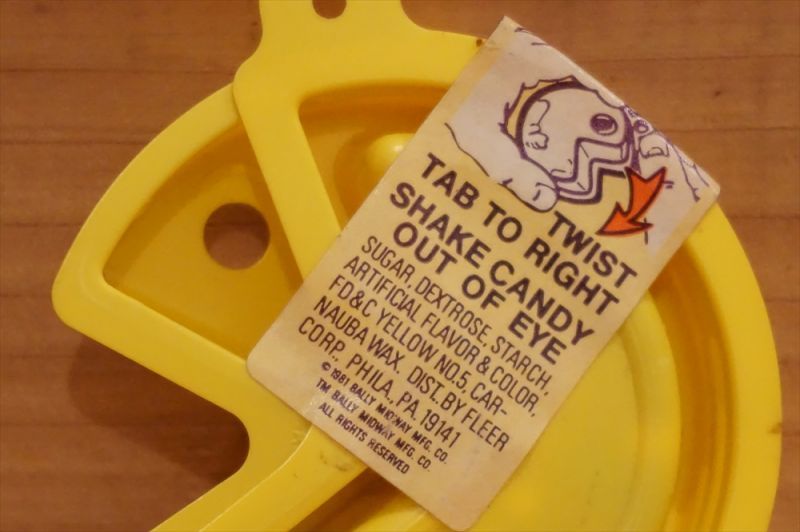 TWIST
TAB TO RIGHT
SHAKE CANDY
OUT OF EYE
SUGAR, DEXTROSE, STARCH,
ARTIFICIAL FLAVOR & COLOR,
FD&C YELLOW NO.5, CAR-
NAUBA WAX. DIST. BY FLEER
CORP., PHILA., PA. 19141
© 1981 BALLY MIDWAY MFG. CO.
TM BALLY MIDWAY MFG. CO.
ALL RIGHTS RESERVED